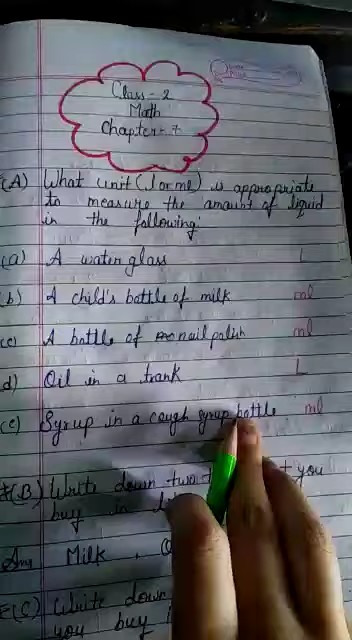 Class - 2
Math
Chapter - 7
(A) What unit (l or ml) is appropriate
to measure the amount of liquid
in the following:
(a) A water glass L
b) A child's bottle of milk ml
(c) A bottle of nail polish ml
d) Oil in a trank L
(e) Syrup in a cough syrup bottle ml
(B) Write down two you
buy in
Ans Milk,
(C) Write down
you buy